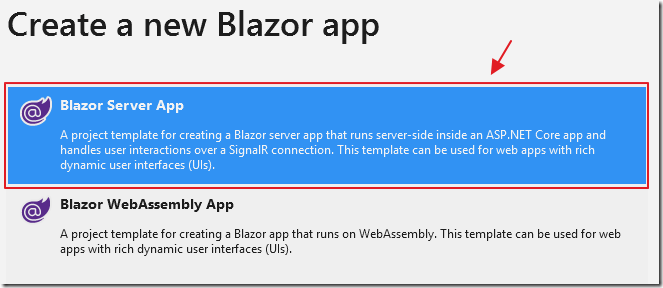 Create a new Blazor app
Blazor Server App
A project template for creating a Blazor server app that runs server-side inside an ASP.NET Core app and
handles user interactions over a SignalR connection. This template can be used for web apps with rich
dynamic user interfaces (UIs).
Blazor WebAssembly App
A project template for creating a Blazor app that runs on WebAssembly. This template can be used for web
apps with rich dynamic user interfaces (UIs).